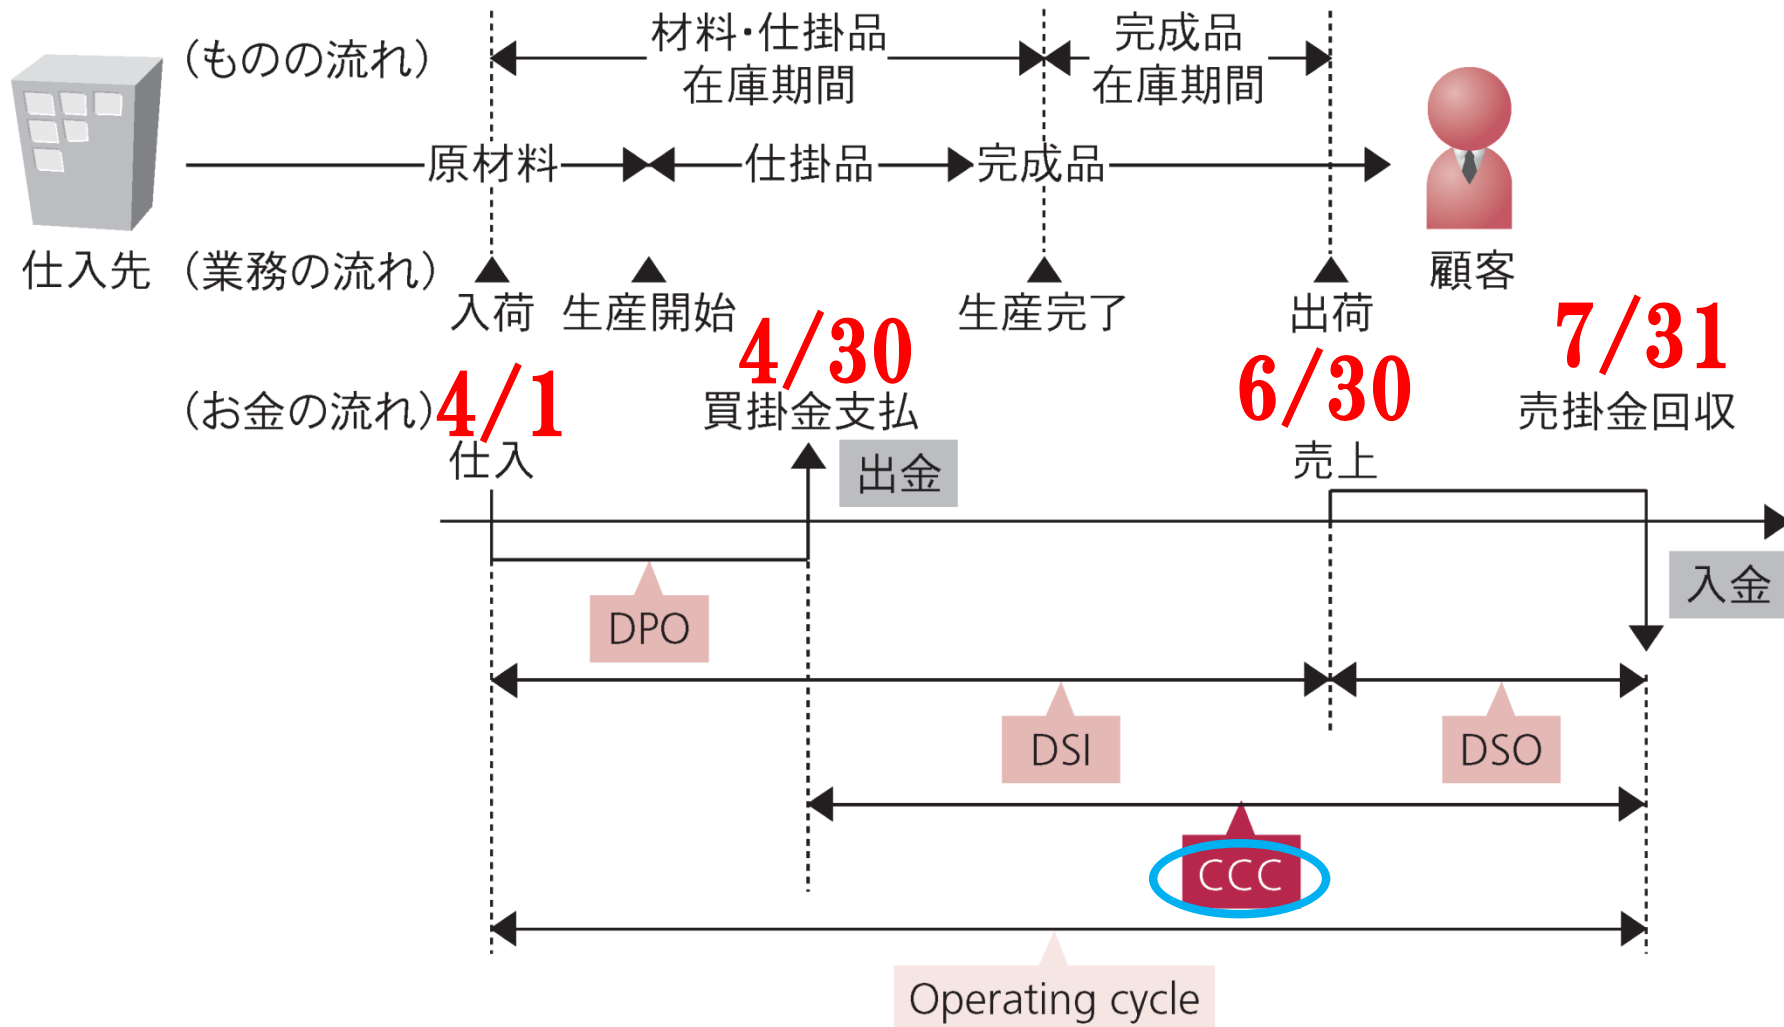 (ものの流れ)
材料・仕掛品
在庫期間
完成品
在庫期間
原材料
仕掛品
完成品
仕入先
(業務の流れ)
顧客
入荷
生産開始
生産完了
出荷
4/30
7/31
6/30
4/1
(お金の流れ)
買掛金支払
売掛金回収
仕入
出金
売上
入金
DPO
DSI
DSO
CCC
Operating cycle